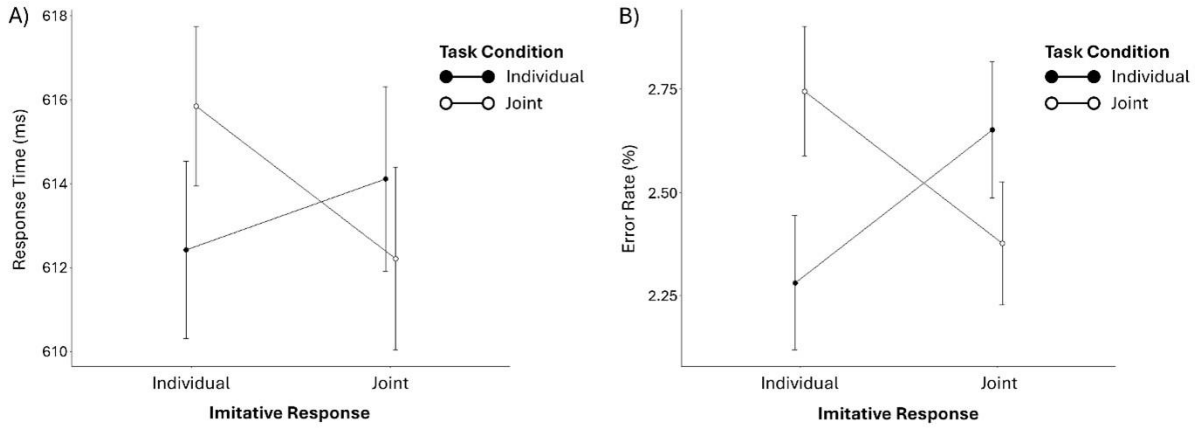 A)
618
616
614
612
610
Response Time (ms)
Individual
Joint
Imitative Response
Task Condition
Individual
Joint
B)
2.75
2.50
2.25
Error Rate (%)
Individual
Joint
Imitative Response
Task Condition
Individual
Joint